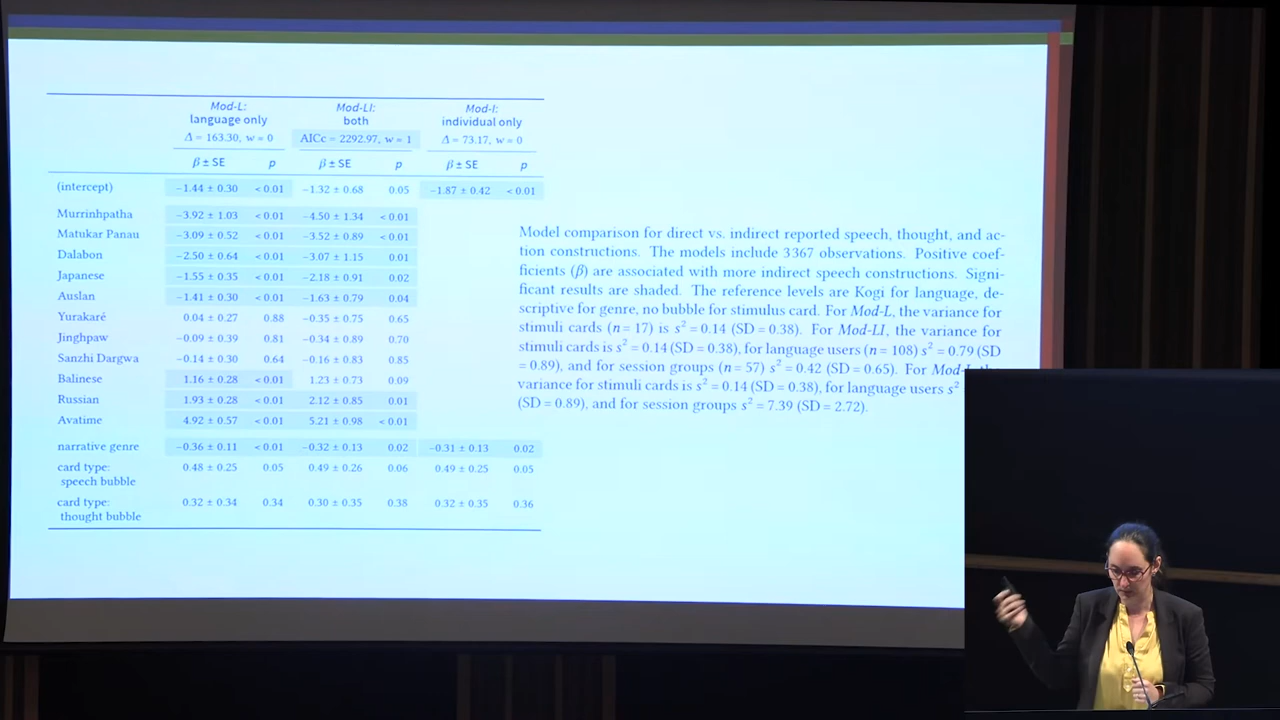 Mod-L: Mod-LI: Mod-I:
language only both individual only
Δ = 163.30, w = 0 AICc = 2292.97, w = 1 Δ = 73.17, w = 0
β ± SE p β ± SE p β ± SE p
(intercept) −1.44 ± 0.30 < 0.01 −1.32 ± 0.68 0.05 −1.87 ± 0.42 < 0.01
Murrinhpatha −3.92 ± 1.03 < 0.01 −4.50 ± 1.34 < 0.01
Matukar Panau −3.09 ± 0.52 < 0.01 −3.52 ± 0.89 < 0.01
Dalabon −2.50 ± 0.64 < 0.01 −3.07 ± 1.15 0.01
Japanese −1.55 ± 0.35 < 0.01 −2.18 ± 0.91 0.02
Auslan −1.41 ± 0.30 < 0.01 −1.63 ± 0.79 0.04
Yurakaré 0.04 ± 0.27 0.88 −0.35 ± 0.75 0.65
Jinghpaw −0.09 ± 0.39 0.81 −0.34 ± 0.89 0.70
Sanzhi Dargwa −0.14 ± 0.30 0.64 −0.16 ± 0.83 0.85
Balinese 1.16 ± 0.28 < 0.01 1.23 ± 0.73 0.09
Russian 1.93 ± 0.28 < 0.01 2.12 ± 0.85 0.01
Avatime 4.92 ± 0.57 < 0.01 5.21 ± 0.98 < 0.01
narrative genre −0.36 ± 0.11 < 0.01 −0.32 ± 0.13 0.02 −0.31 ± 0.13 0.02
card type: 0.48 ± 0.25 0.05 0.49 ± 0.26 0.06 0.49 ± 0.25 0.05
speech bubble
card type: 0.32 ± 0.34 0.34 0.30 ± 0.35 0.38 0.32 ± 0.35 0.36
thought bubble
Model comparison for direct vs. indirect reported speech, thought, and ac-
tion constructions. The models include 3367 observations. Positive coef-
ficients (β) are associated with more indirect speech constructions. Signi-
ficant results are shaded. The reference levels are Kogi for language, de-
scriptive for genre, no bubble for stimulus card. For Mod-L, the variance for
stimuli cards (n = 17) is s² = 0.14 (SD = 0.38). For Mod-LI, the variance for
stimuli cards is s² = 0.14 (SD = 0.38), for language users (n = 108) s² = 0.79 (SD
= 0.89), and for session groups (n = 57) s² = 0.42 (SD = 0.65). For Mod-I, the
variance for stimuli cards is s² = 0.14 (SD = 0.38), for language users s²
(SD = 0.89), and for session groups s² = 7.39 (SD = 2.72).